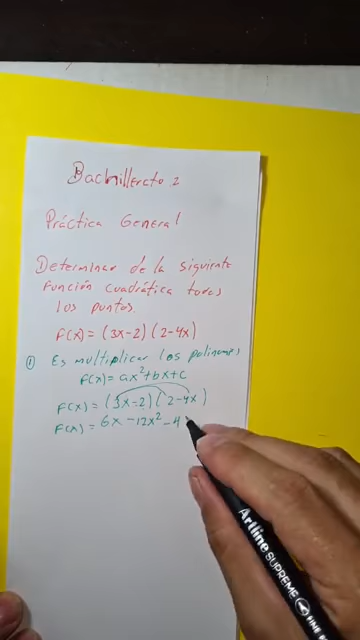 Bachillerato 2
Práctica General
Determinar de la siguiente
función cuadrática todos
los puntos.
F(x) = (3x-2)(2-4x)
① Es multiplicar los polinomios
F(x) = ax²+bx+c
F(x) = (3x-2)(2-4x)
F(x) = 6x -12x² -4
Artline SUPREME